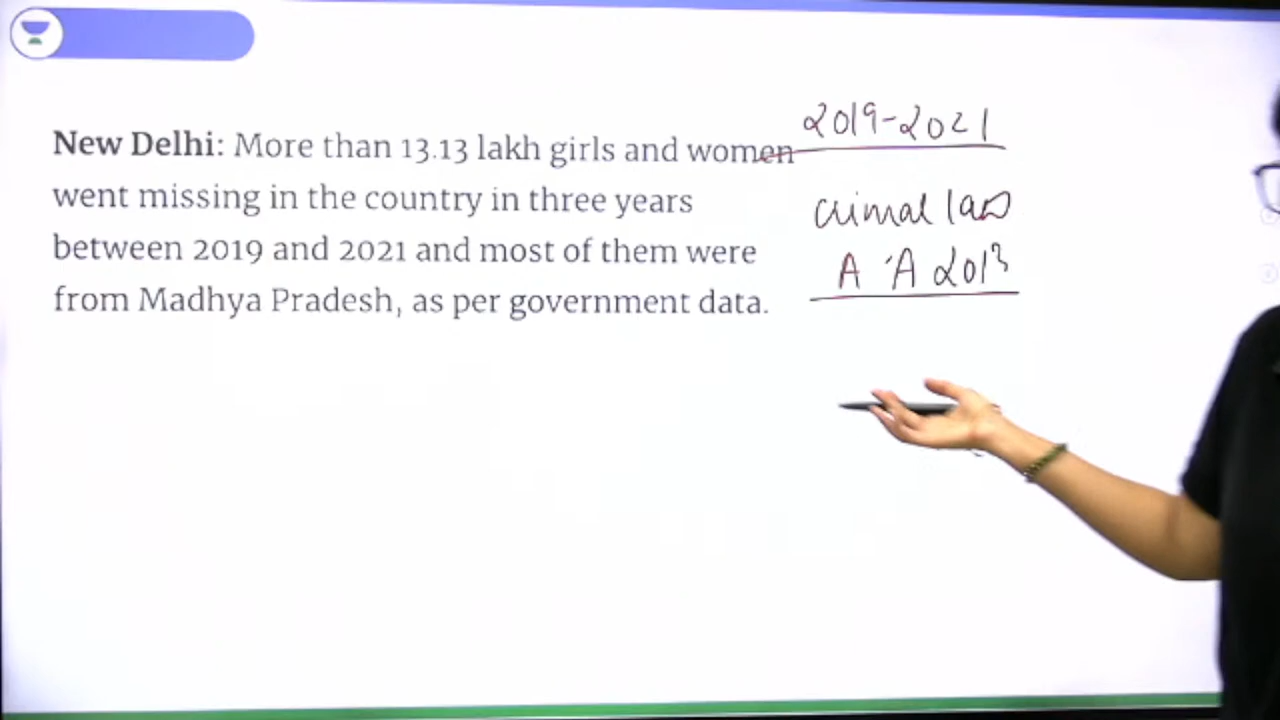 New Delhi: More than 13.13 lakh girls and women
went missing in the country in three years
between 2019 and 2021 and most of them were
from Madhya Pradesh, as per government data.
2019-2021
crimal law
A A 2013